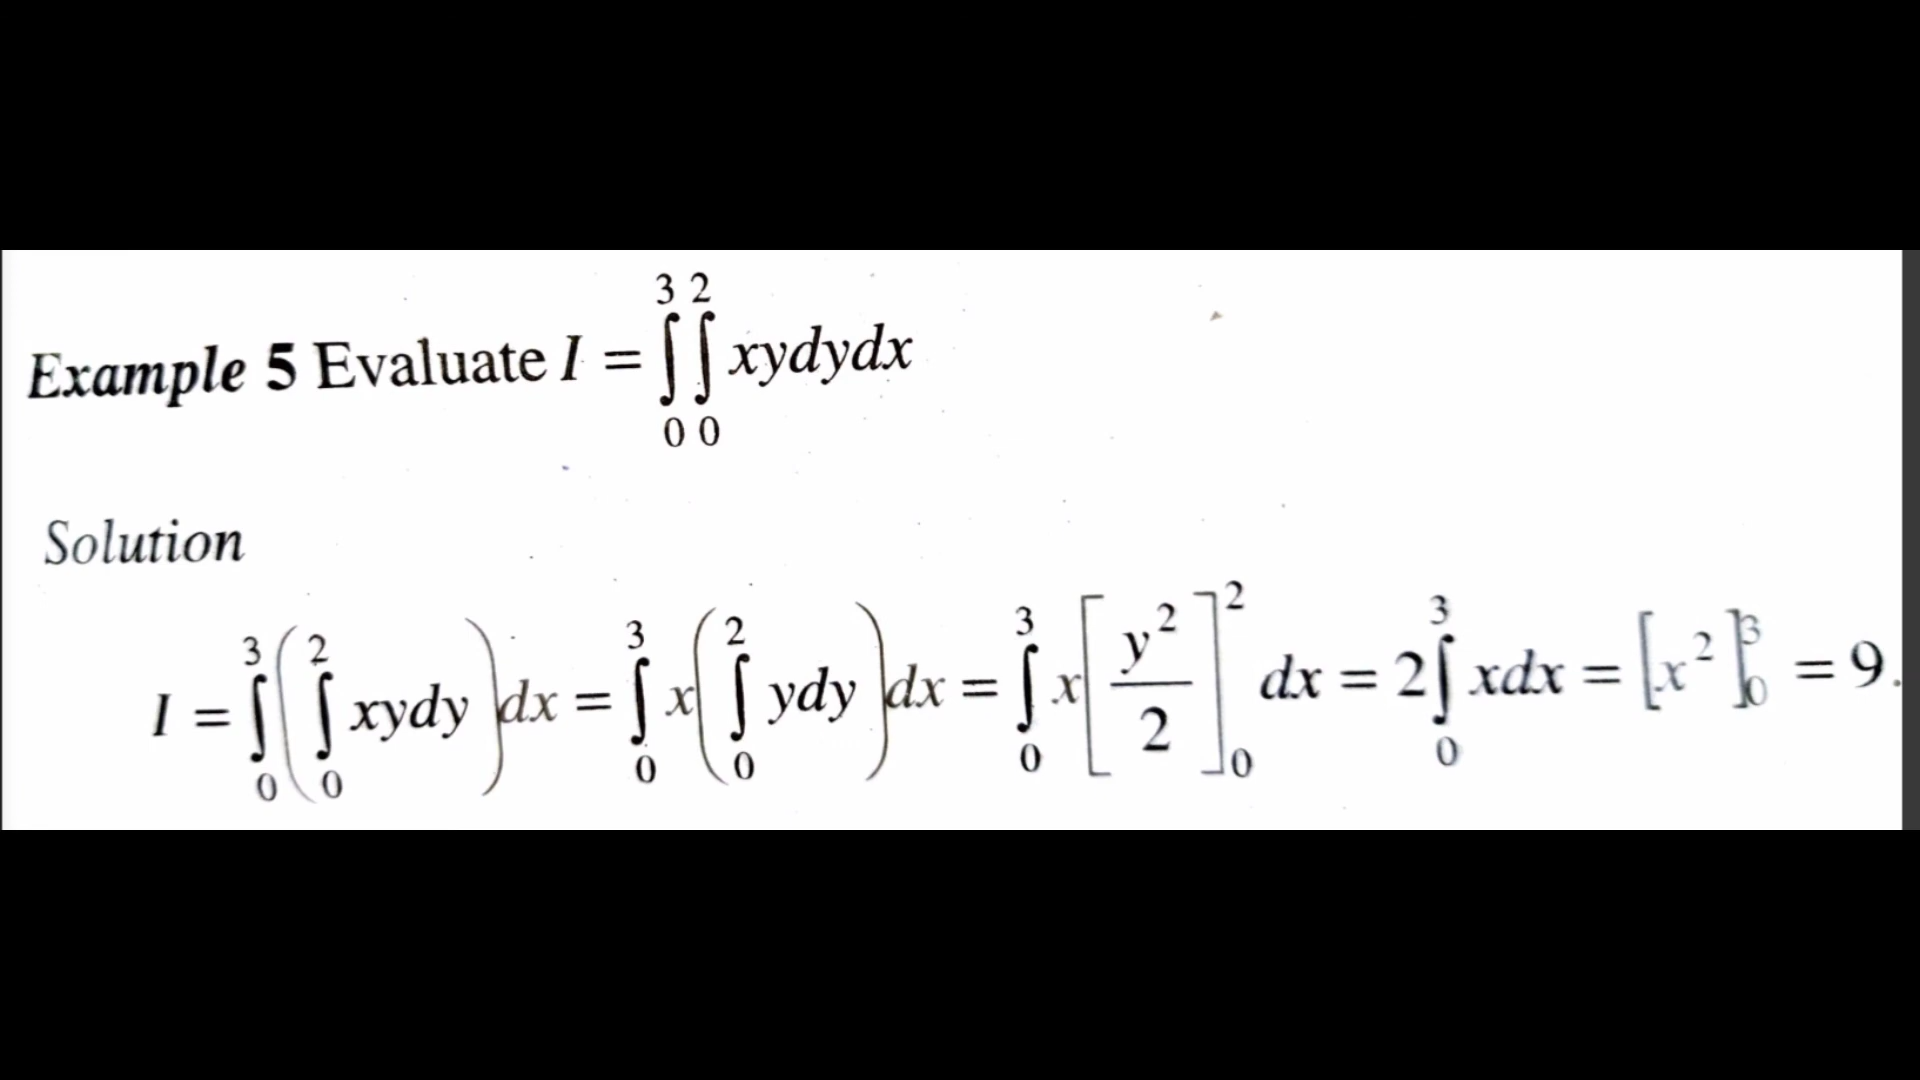 Example 5 Evaluate I = ∫₀³ ∫₀² xydydx
Solution
I = ∫₀³ ( ∫₀² xydy ) dx = ∫₀³ x ( ∫₀² ydy ) dx = ∫₀³ x [ y²/2 ]₀² dx = 2 ∫₀³ xdx = [ x² ]₀³ = 9.